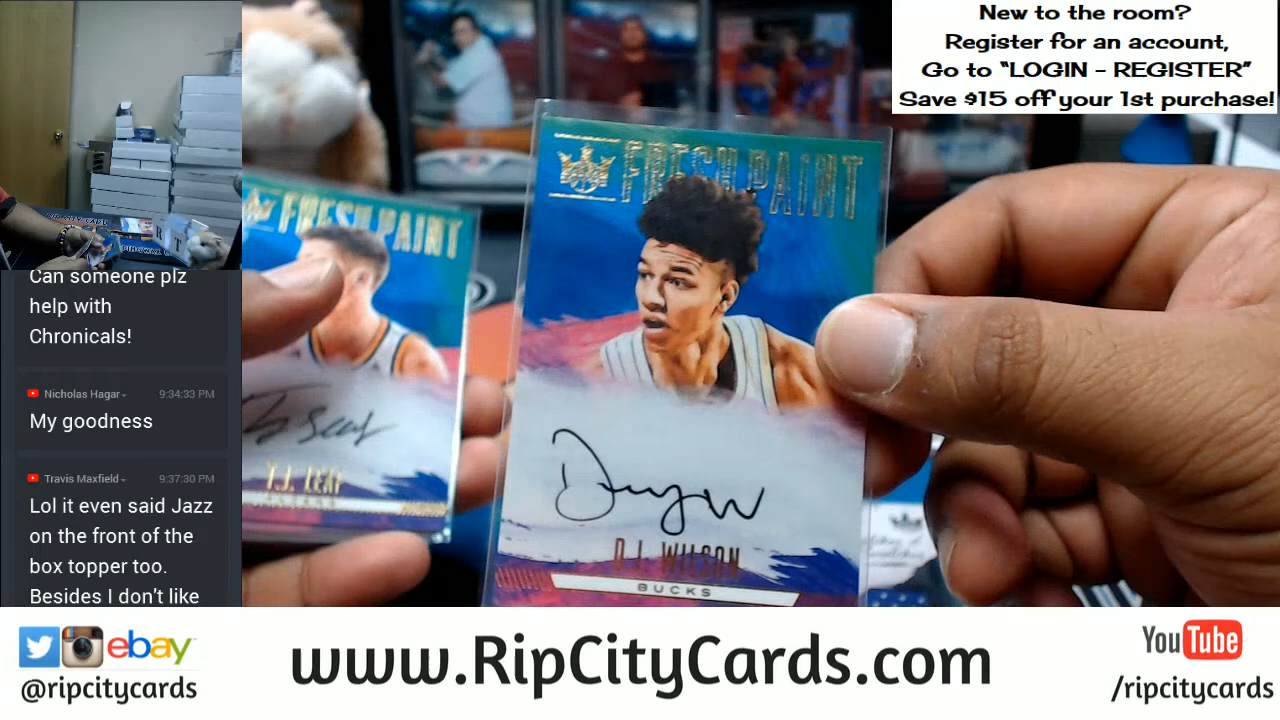 New to the room?
Register for an account,
Go to “LOGIN - REGISTER”
Save $15 off your 1st purchase!
Can someone plz
help with
Chronicals!
Nicholas Hagar
9:34:33 PM
My goodness
Travis Maxfield
9:37:30 PM
Lol it even said Jazz
on the front of the
box topper too.
Besides I don't like
FRESH PAINT
T.J. LEAF
FRESH PAINT
D.J. WILSON
BUCKS
ebay
@ripcitycards
www.RipCityCards.com
YouTube
/ripcitycards